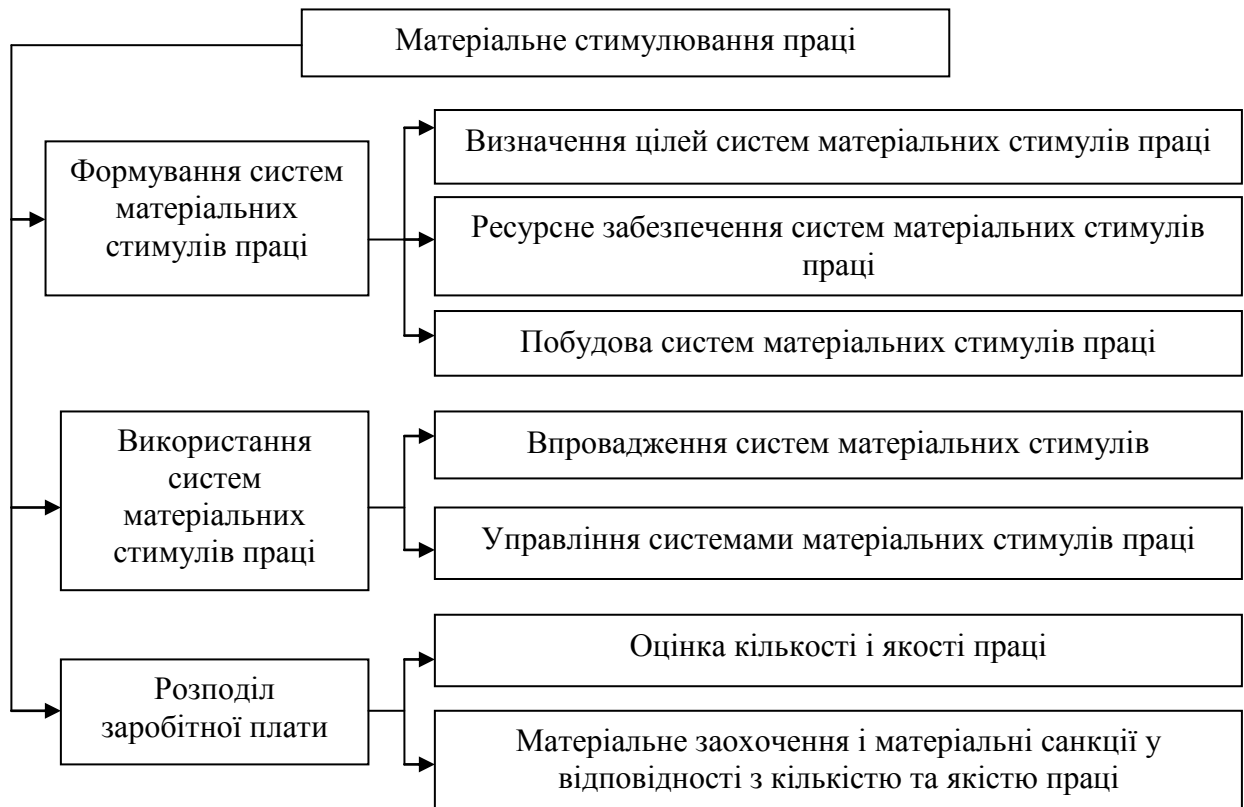 Матеріальне стимулювання праці
Формування систем
матеріальних
стимулів праці
Визначення цілей систем матеріальних стимулів праці
Ресурсне забезпечення систем матеріальних стимулів
праці
Побудова систем матеріальних стимулів праці
Використання
систем
матеріальних
стимулів праці
Впровадження систем матеріальних стимулів
Управління системами матеріальних стимулів праці
Розподіл
заробітної плати
Оцінка кількості і якості праці
Матеріальне заохочення і матеріальні санкції у
відповідності з кількістю та якістю праці